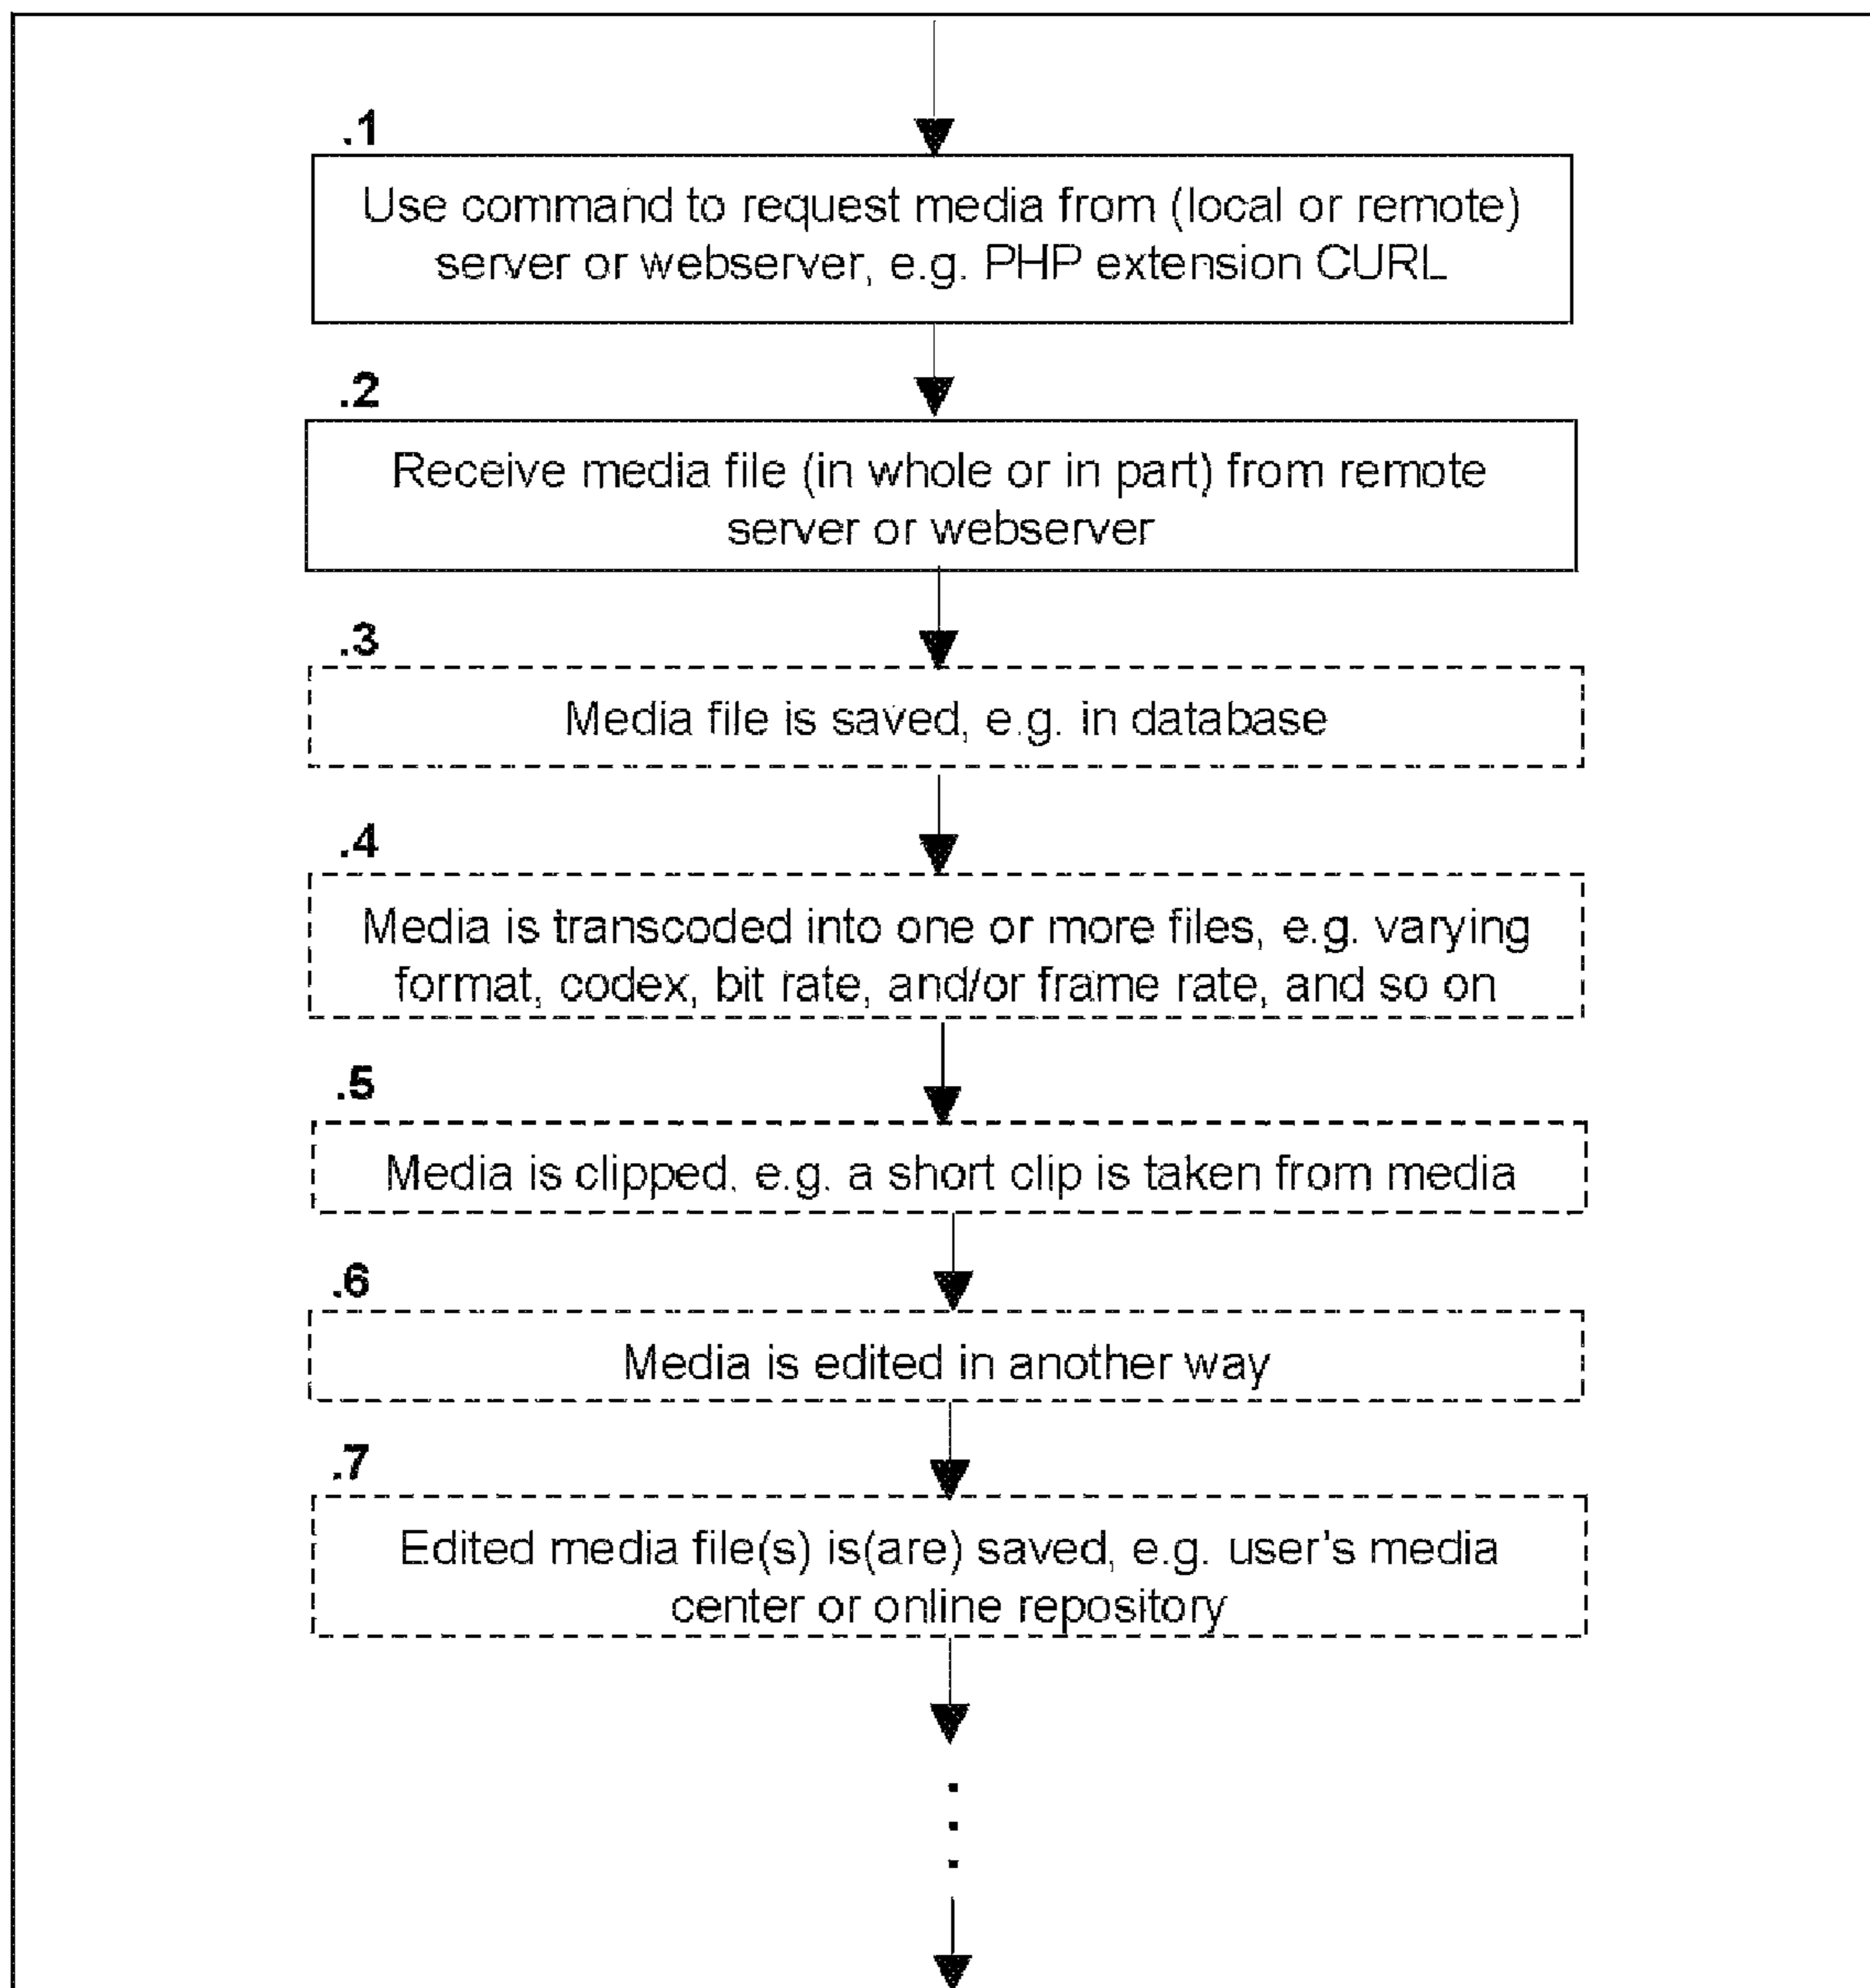 .1
Use command to request media from (local or remote)
server or webserver, e.g. PHP extension CURL
.2
Receive media file (in whole or in part) from remote
server or webserver
.3
Media file is saved, e.g. in database
.4
Media is transcoded into one or more files, e.g. varying
format, codex, bit rate, and/or frame rate, and so on
.5
Media is clipped, e.g. a short clip is taken from media
.6
Media is edited in another way
.7
Edited media file(s) is(are) saved, e.g. user's media
center or online repository